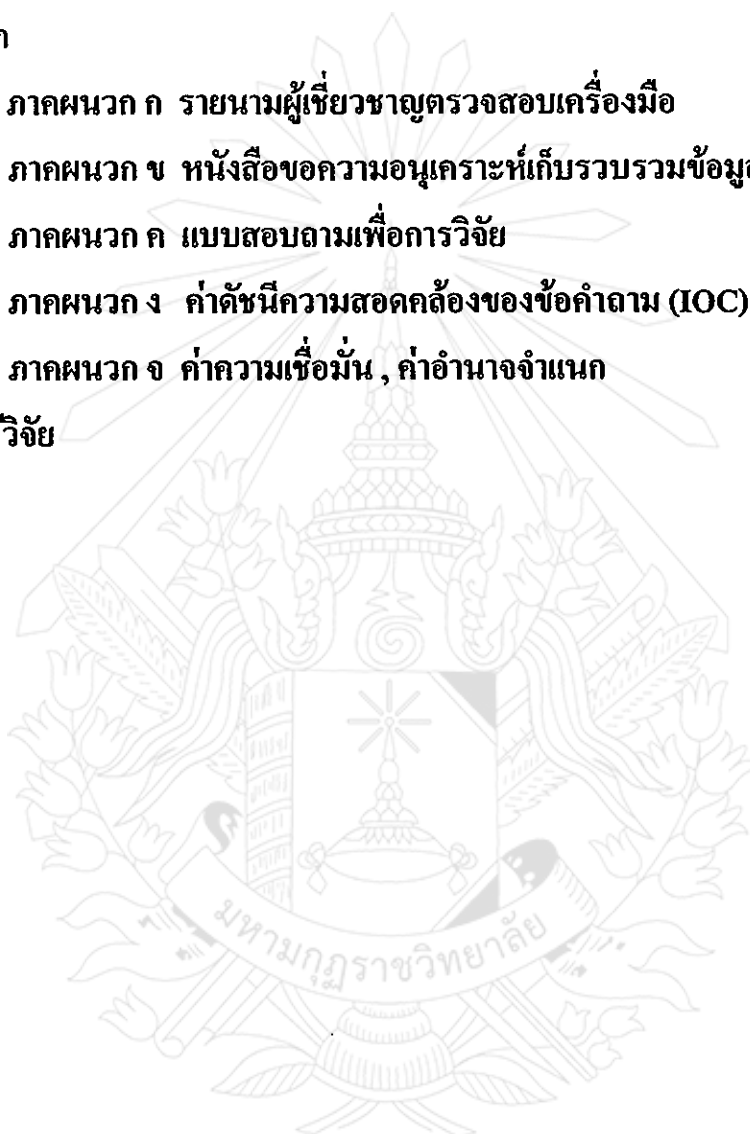 ภาคผนวก ก รายนามผู้เชี่ยวชาญตรวจสอบเครื่องมือ
ภาคผนวก ข หนังสือขอความอนุเคราะห์เก็บรวบรวมข้อมูล
ภาคผนวก ค แบบสอบถามเพื่อการวิจัย
ภาคผนวก ง ค่าดัชนีความสอดคล้องของข้อคำถาม (IOC)
ภาคผนวก จ ค่าความเชื่อมั่น , ค่าอำนาจจำแนก
วิจัย
มหามกุฏราชวิทยาลัย